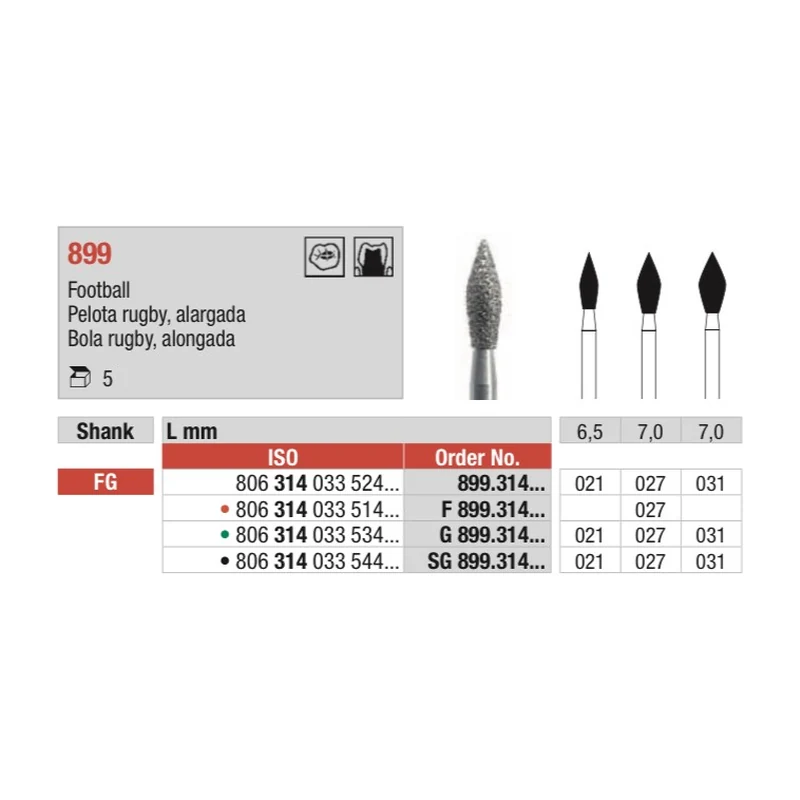 899
Football
Pelota rugby, alargada
Bola rugby, alongada
5
Shank L mm 6,5 7,0 7,0
ISO Order No.
FG 806 314 033 524... 899.314... 021 027 031
• 806 314 033 514... F 899.314... 027
• 806 314 033 534... G 899.314... 021 027 031
• 806 314 033 544... SG 899.314... 021 027 031